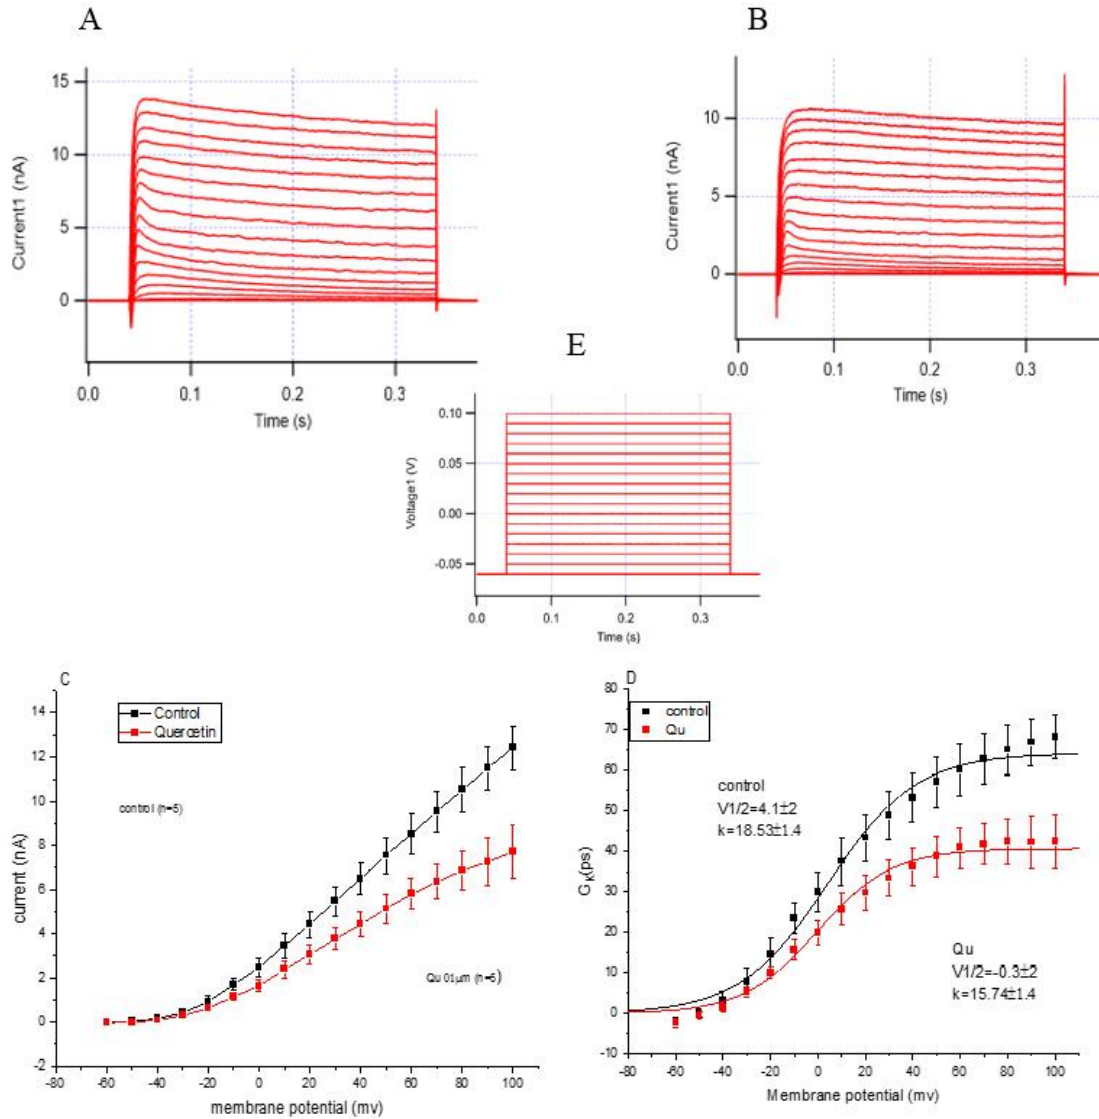 A
B
15
10
5
0
Current1 (nA)
0.0
0.1
0.2
0.3
Time (s)
10
5
0
Current1 (nA)
0.0
0.1
0.2
0.3
Time (s)
E
0.10
0.05
0.00
-0.05
Voltage1 (V)
0.0
0.1
0.2
0.3
Time (s)
C
14
12
10
8
6
4
2
0
-2
current (nA)
Control
Quercetin
control (n=5)
Qu 01µm (n=5)
-80
-60
-40
-20
0
20
40
60
80
100
membrane potential (mv)
D
80
70
60
50
40
30
20
10
0
-10
GK(ps)
control
Qu
control
V1/2=4.1±2
k=18.53±1.4
Qu
V1/2=-0.3±2
k=15.74±1.4
-80
-60
-40
-20
0
20
40
60
80
100
Membrane potential (mv)